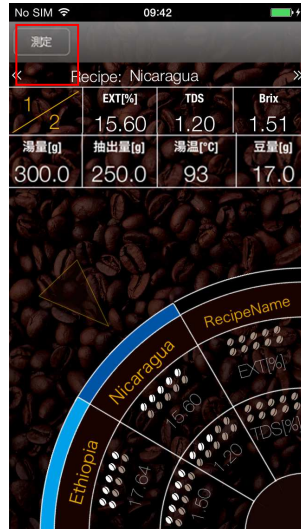 No SIM 09:42
測定
« Recipe: Nicaragua »
1/2
EXT[%] TDS Brix
15.60 1.20 1.51
湯量[g] 抽出量[g] 湯温[℃] 豆量[g]
300.0 250.0 93 17.0
RecipeName
EXT[%]
TDS[%]
Nicaragua
15.60
1.20
Ethiopia
17.64
1.50